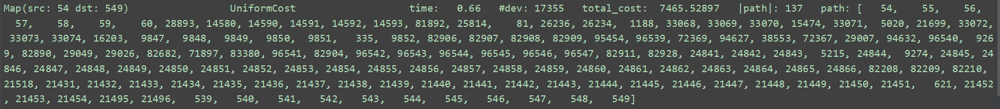 Map(src: 54 dst: 549)                        UniformCost                           time:   0.66   #dev: 17355   total_cost:  7465.52897   |path|: 137   path: [   54,    55,    56,
  57,    58,    59,    60, 28893, 14580, 14590, 14591, 14592, 14593, 81892, 25814,    81, 26236, 26234,  1188, 33068, 33069, 33070, 15474, 33071,  5020, 21699, 33072,
 33073, 33074, 16203,  9847,  9848,  9849,  9850,  9851,   335,  9852, 82906, 82907, 82908, 82909, 95454, 96539, 72369, 94627, 38553, 72367, 29007, 94632, 96540,  926
9, 82890, 29049, 29026, 82682, 71897, 83380, 96541, 82904, 96542, 96543, 96544, 96545, 96546, 96547, 82911, 82928, 24841, 24842, 24843,  5215, 24844,  9274, 24845, 24
846, 24847, 24848, 24849, 24850, 24851, 24852, 24853, 24854, 24855, 24856, 24857, 24858, 24859, 24860, 24861, 24862, 24863, 24864, 24865, 24866, 82208, 82209, 82210,
21518, 21431, 21432, 21433, 21434, 21435, 21436, 21437, 21438, 21439, 21440, 21441, 21442, 21443, 21444, 21445, 21446, 21447, 21448, 21449, 21450, 21451,   621, 21452
, 21453, 21454, 21495, 21496,   539,   540,   541,   542,   543,   544,   545,   546,   547,   548,   549]